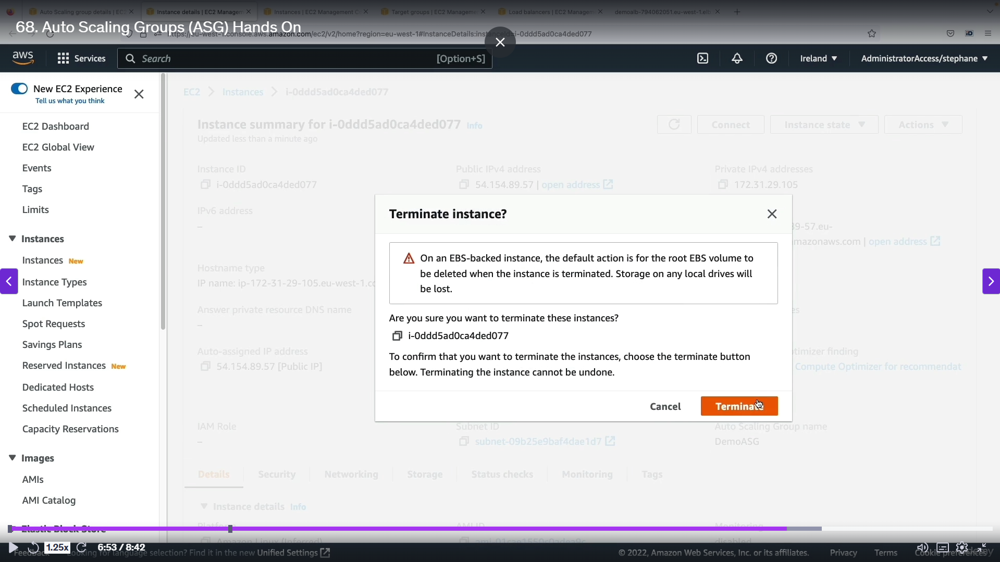 Auto Scaling group details | EC2
Instance details | EC2 Managem
Instances | EC2 Management C
Target groups | EC2 Manageme
Load balancers | EC2 Managem
demoalb-794062051.eu-west-1.elb
68. Auto Scaling Groups (ASG) Hands On
https://eu-west-1.console.aws.amazon.com/ec2/v2/home?region=eu-west-1#InstanceDetails:instanceId=i-0ddd5ad0ca4ded077
aws
Services
Search
[Option+S]
Ireland
AdministratorAccess/stephane
New EC2 Experience
Tell us what you think
EC2 Dashboard
EC2 Global View
Events
Tags
Limits
Instances
Instances New
Instance Types
Launch Templates
Spot Requests
Savings Plans
Reserved Instances New
Dedicated Hosts
Scheduled Instances
Capacity Reservations
Images
AMIs
AMI Catalog
Elastic Block Store
EC2 > Instances > i-0ddd5ad0ca4ded077
Instance summary for i-0ddd5ad0ca4ded077 Info
Updated less than a minute ago
Connect
Instance state
Actions
Instance ID
i-0ddd5ad0ca4ded077
Public IPv4 address
54.154.89.57 | open address
Private IPv4 addresses
172.31.29.105
IPv6 address
–
39-57.eu-
mazonaws.com | open address
Hostname type
IP name: ip-172-31-29-105.eu-west-1.co
Answer private resource DNS name
–
es
Auto-assigned IP address
54.154.89.57 [Public IP]
timizer finding
Compute Optimizer for recommendat
Terminate instance?
On an EBS-backed instance, the default action is for the root EBS volume to
be deleted when the instance is terminated. Storage on any local drives will
be lost.
Are you sure you want to terminate these instances?
i-0ddd5ad0ca4ded077
To confirm that you want to terminate the instances, choose the terminate button
below. Terminating the instance cannot be undone.
Cancel
Terminate
IAM Role
–
Subnet ID
subnet-09b25e9baf4dae1d7
Auto Scaling Group name
DemoASG
Details
Security
Networking
Storage
Status checks
Monitoring
Tags
Instance details Info
Platform
AMI ID
Monitoring
Amazon Linux (Inferred)
disabled
1.25x
6:53 / 8:42
Feedback
Looking for language selection? Find it in the new Unified Settings
© 2022, Amazon Web Services, Inc. or its affiliates.
Privacy
Terms
Cookie preferences